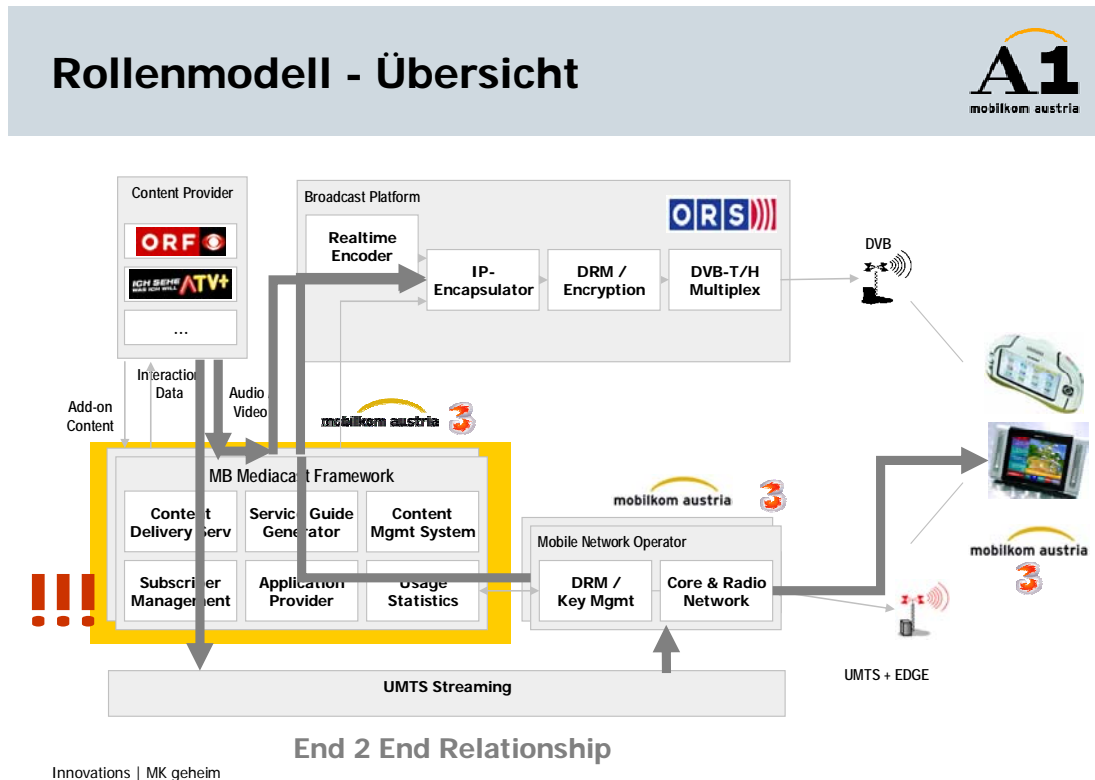 Rollenmodell - Übersicht
A1
mobilkom austria
Content Provider
ORF
ICH SEHE
WAS ICH WILL
ATV+
...
Broadcast Platform
ORS
Realtime
Encoder
IP-
Encapsulator
DRM /
Encryption
DVB-T/H
Multiplex
DVB
Interaction
Data
Audio /
Video
Add-on
Content
mobilkom austria
3
MB Mediacast Framework
Content
Delivery Serv
Service Guide
Generator
Content
Mgmt System
Subscriber
Management
Application
Provider
Usage
Statistics
!!!
mobilkom austria
3
Mobile Network Operator
DRM /
Key Mgmt
Core & Radio
Network
mobilkom austria
3
UMTS + EDGE
UMTS Streaming
End 2 End Relationship
Innovations | MK geheim